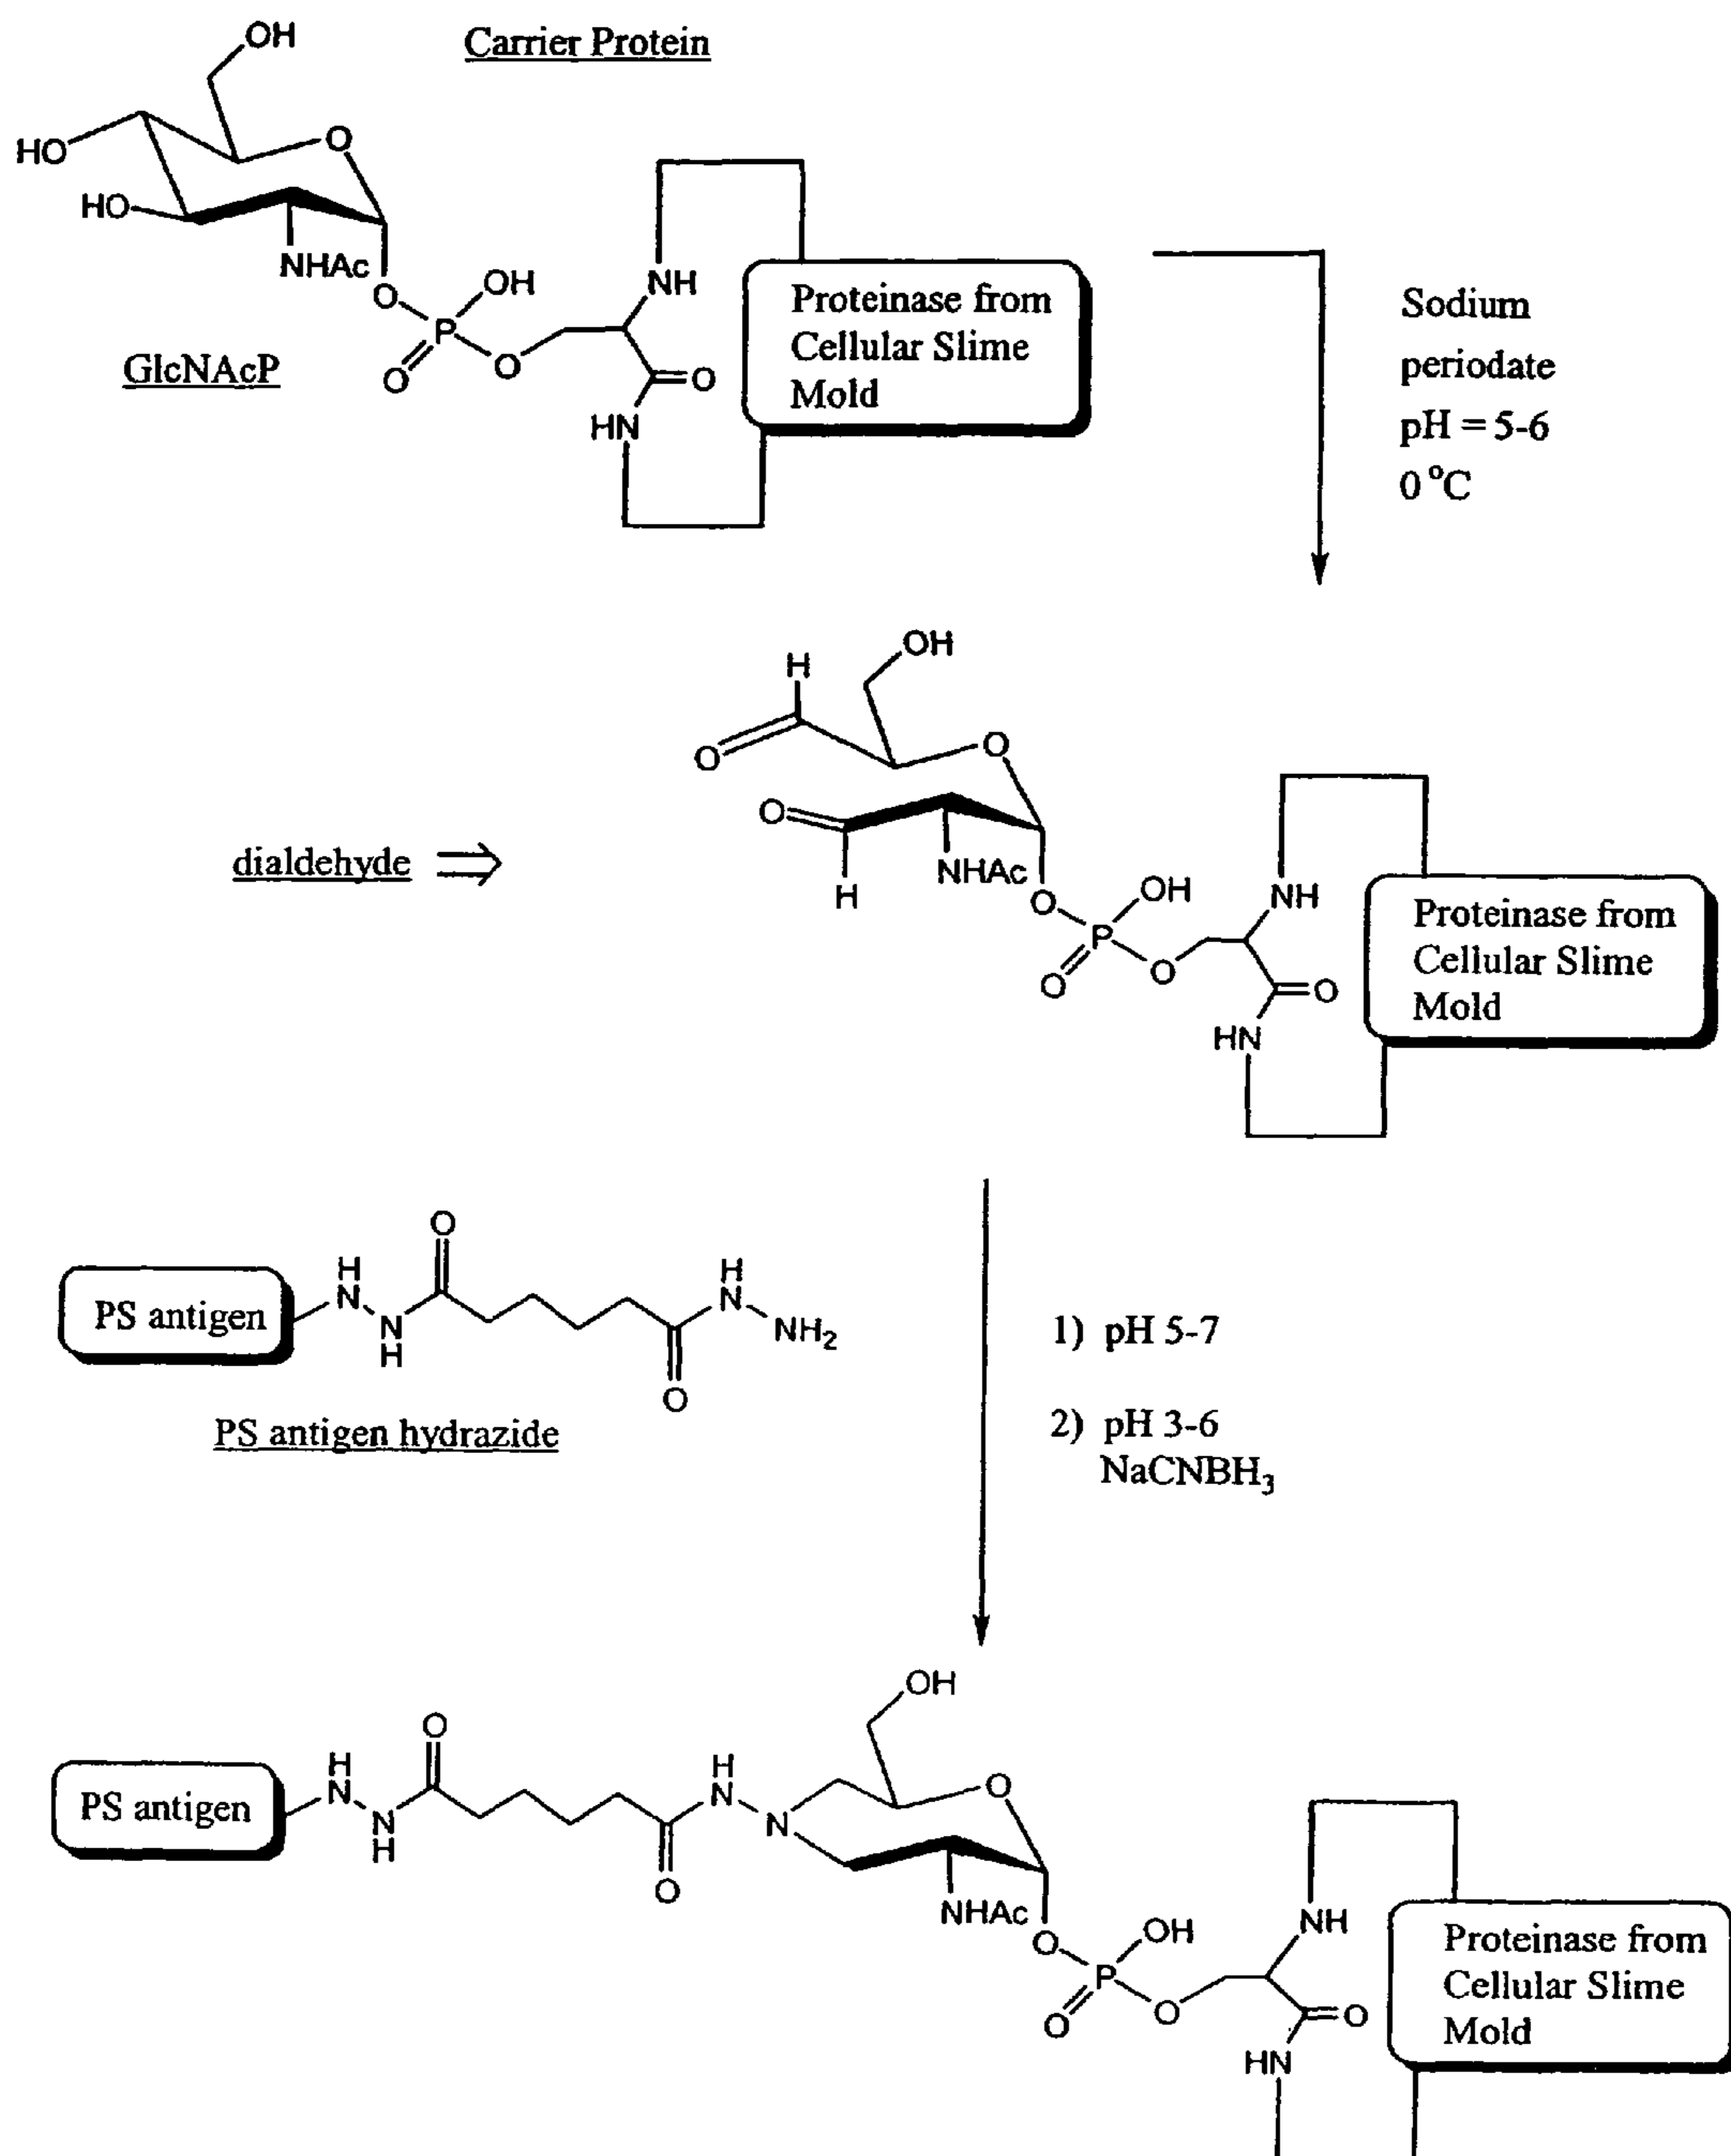 OH
Carrier Protein
HO
O
HO
NHAc
O
OH
NH
P
O
O
O
HN
GlcNAcP
Proteinase from
Cellular Slime
Mold
Sodium
periodate
pH = 5-6
0 °C
OH
H
O
O
O
H
NHAc
dialdehyde
O
OH
NH
P
O
O
O
HN
Proteinase from
Cellular Slime
Mold
PS antigen
H
N
N
H
O
O
H
N
NH2
PS antigen hydrazide
1) pH 5-7
2) pH 3-6
NaCNBH3
OH
PS antigen
H
N
N
H
O
O
H
N
N
O
NHAc
O
OH
NH
P
O
O
O
HN
Proteinase from
Cellular Slime
Mold